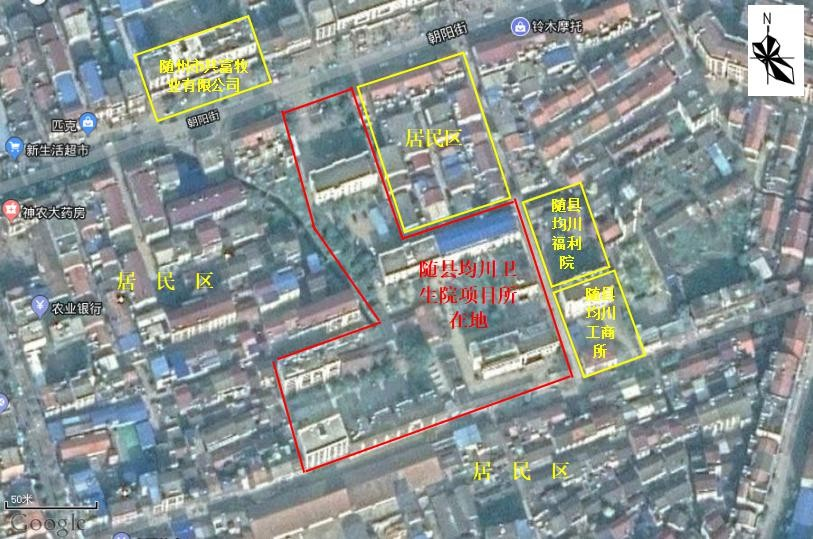 N
朝阳街
铃木摩托
随州市共富牧
业有限公司
匹克
朝阳街
新生活超市
居民区
神农大药房
随县
均川
福利
院
随县均川卫
生院项目所
在地
居 民 区
农业银行
随县
均川
工商
所
居 民 区
50米
Google